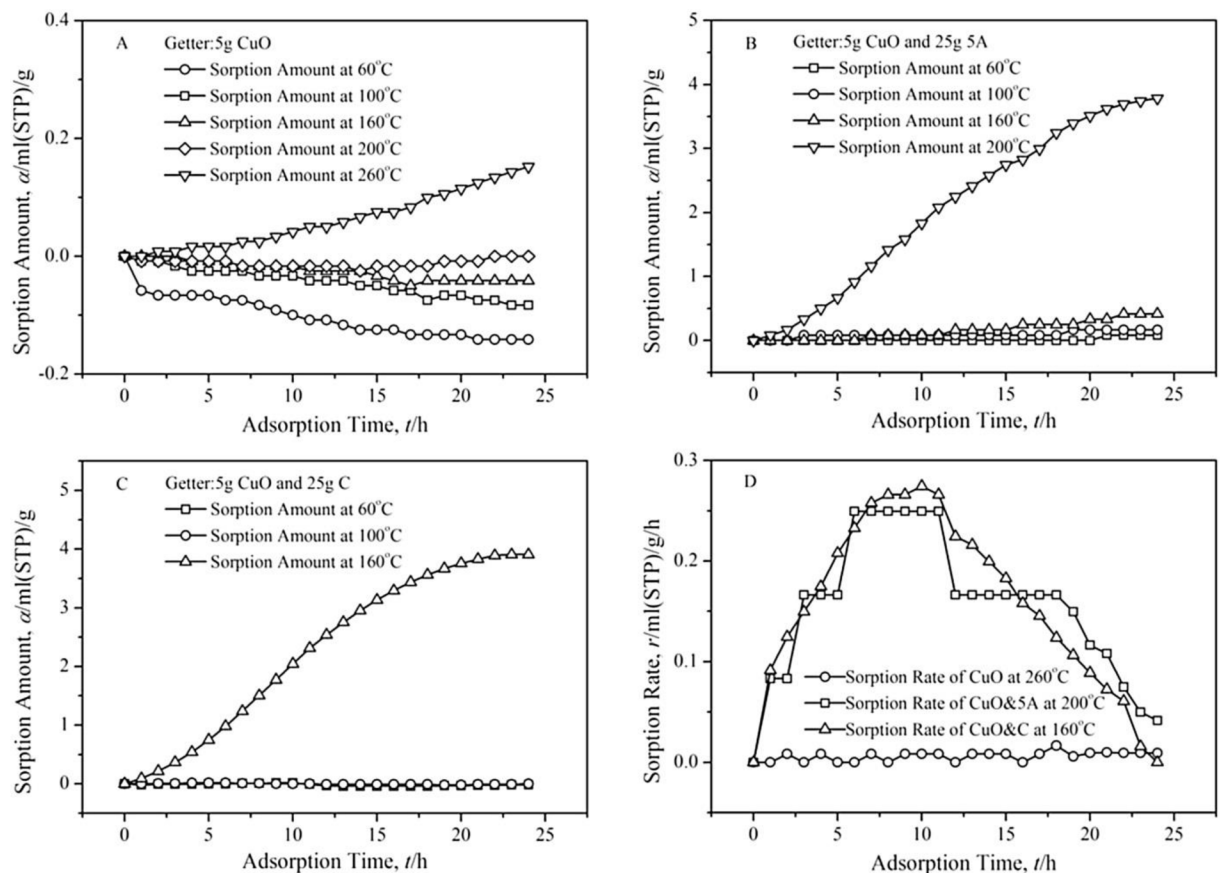 A
Getter:5g CuO
Sorption Amount at 60°C
Sorption Amount at 100°C
Sorption Amount at 160°C
Sorption Amount at 200°C
Sorption Amount at 260°C
0.4
0.2
0.0
-0.2
Sorption Amount, α/ml(STP)/g
0
5
10
15
20
25
Adsorption Time, t/h
B
Getter:5g CuO and 25g 5A
Sorption Amount at 60°C
Sorption Amount at 100°C
Sorption Amount at 160°C
Sorption Amount at 200°C
5
4
3
2
1
0
Sorption Amount, α/ml(STP)/g
0
5
10
15
20
25
Adsorption Time, t/h
C
Getter:5g CuO and 25g C
Sorption Amount at 60°C
Sorption Amount at 100°C
Sorption Amount at 160°C
5
4
3
2
1
0
Sorption Amount, α/ml(STP)/g
0
5
10
15
20
25
Adsorption Time, t/h
D
0.3
0.2
0.1
0.0
Sorption Rate, r/ml(STP)/g/h
Sorption Rate of CuO at 260°C
Sorption Rate of CuO&5A at 200°C
Sorption Rate of CuO&C at 160°C
0
5
10
15
20
25
Adsorption Time, t/h